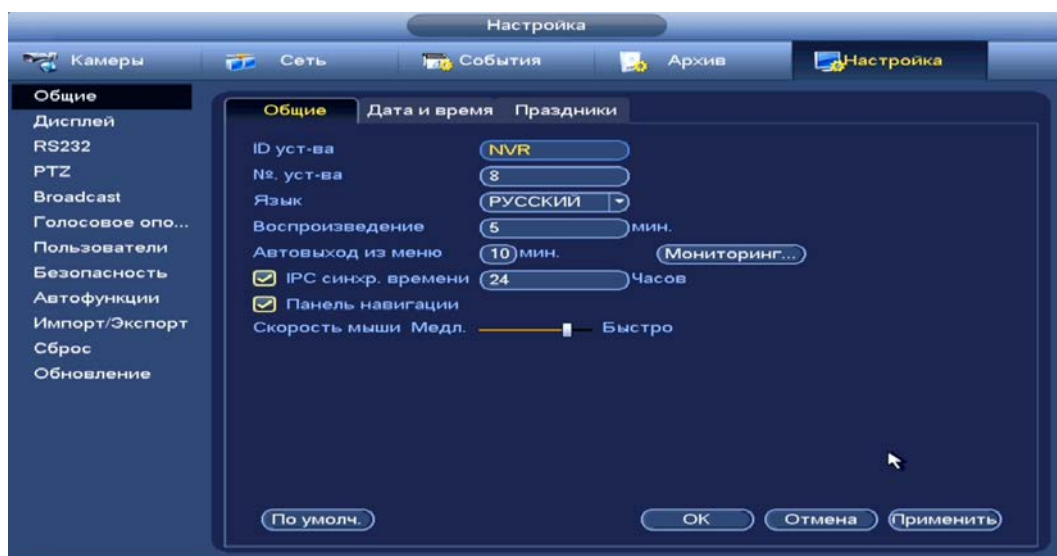 Настройка
Камеры Сеть События Архив Настройка
Общие
Дисплей
RS232
PTZ
Broadcast
Голосовое опо...
Пользователи
Безопасность
Автофункции
Импорт/Экспорт
Сброс
Обновление
Общие Дата и время Праздники
ID уст-ва NVR
№. уст-ва 8
Язык РУССКИЙ
Воспроизведение 5 мин.
Автовыход из меню 10 мин. Мониторинг...
IPC синхр. времени 24 Часов
Панель навигации
Скорость мыши Медл. Быстро
По умолч. OK Отмена Применить